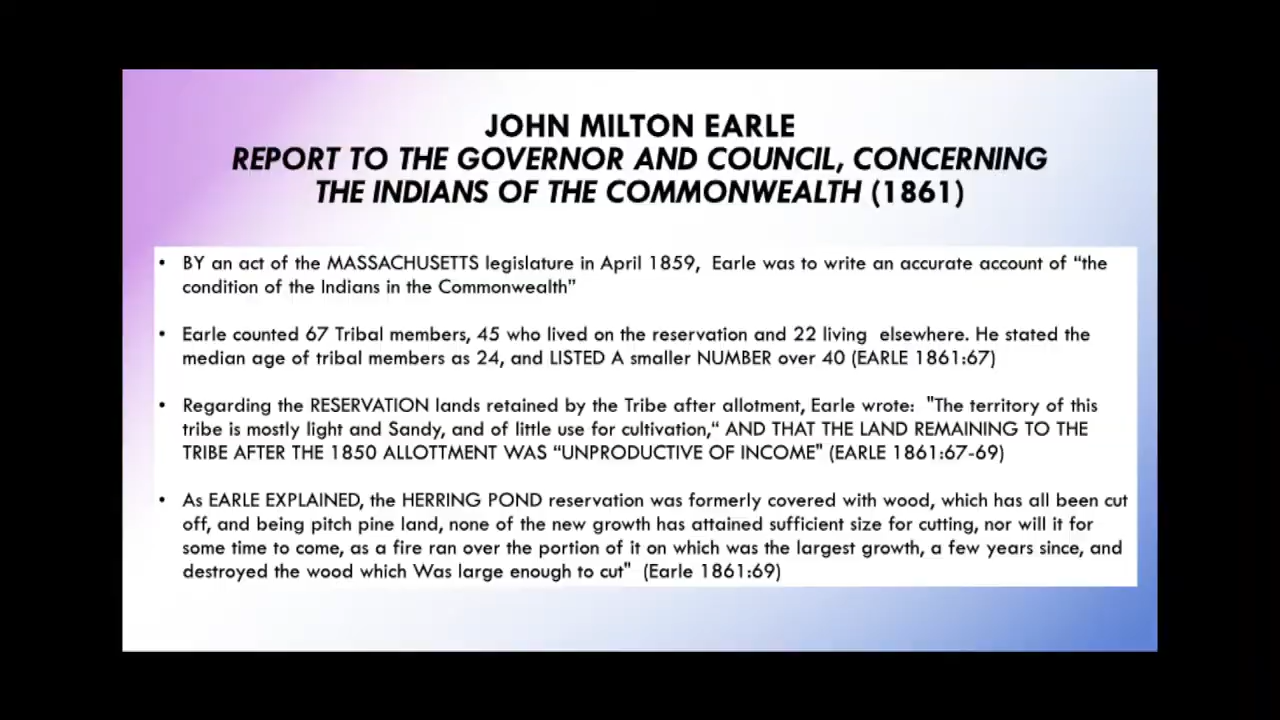 JOHN MILTON EARLE
REPORT TO THE GOVERNOR AND COUNCIL, CONCERNING
THE INDIANS OF THE COMMONWEALTH (1861)
• BY an act of the MASSACHUSETTS legislature in April 1859,  Earle was to write an accurate account of “the
condition of the Indians in the Commonwealth”
• Earle counted 67 Tribal members, 45 who lived on the reservation and 22 living  elsewhere. He stated the
median age of tribal members as 24, and LISTED A smaller NUMBER over 40 (EARLE 1861:67)
• Regarding the RESERVATION lands retained by the Tribe after allotment, Earle wrote:  "The territory of this
tribe is mostly light and Sandy, and of little use for cultivation,“ AND THAT THE LAND REMAINING TO THE
TRIBE AFTER THE 1850 ALLOTTMENT WAS “UNPRODUCTIVE OF INCOME" (EARLE 1861:67-69)
• As EARLE EXPLAINED, the HERRING POND reservation was formerly covered with wood, which has all been cut
off, and being pitch pine land, none of the new growth has attained sufficient size for cutting, nor will it for
some time to come, as a fire ran over the portion of it on which was the largest growth, a few years since, and
destroyed the wood which Was large enough to cut"  (Earle 1861:69)